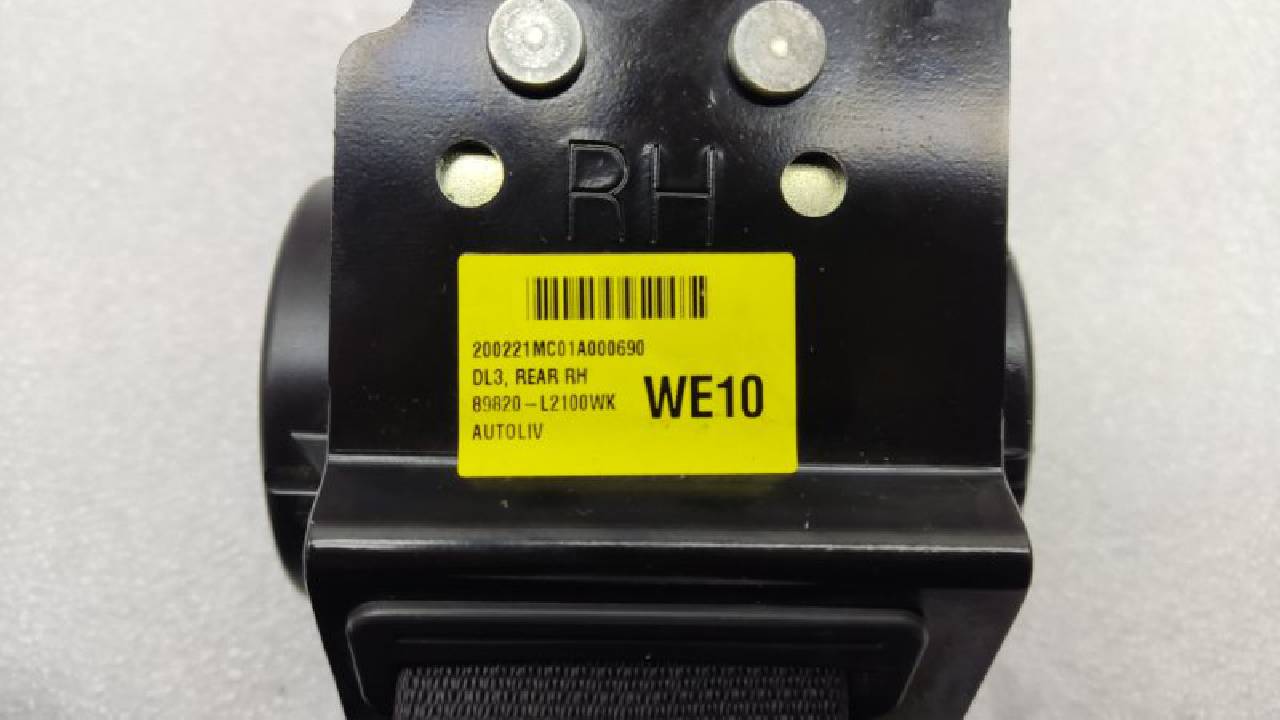 RH
200221MC01A000690
DL3, REAR RH
89820-L2100WK
WE10
AUTOLIV